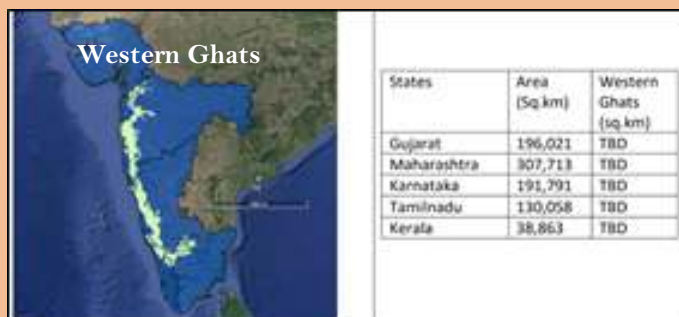 Western Ghats
States Area (Sq.km) Western Ghats (sq.km)
Gujarat 196,021 TBD
Maharashtra 307,713 TBD
Karnataka 191,791 TBD
Tamilnadu 130,058 TBD
Kerala 38,863 TBD